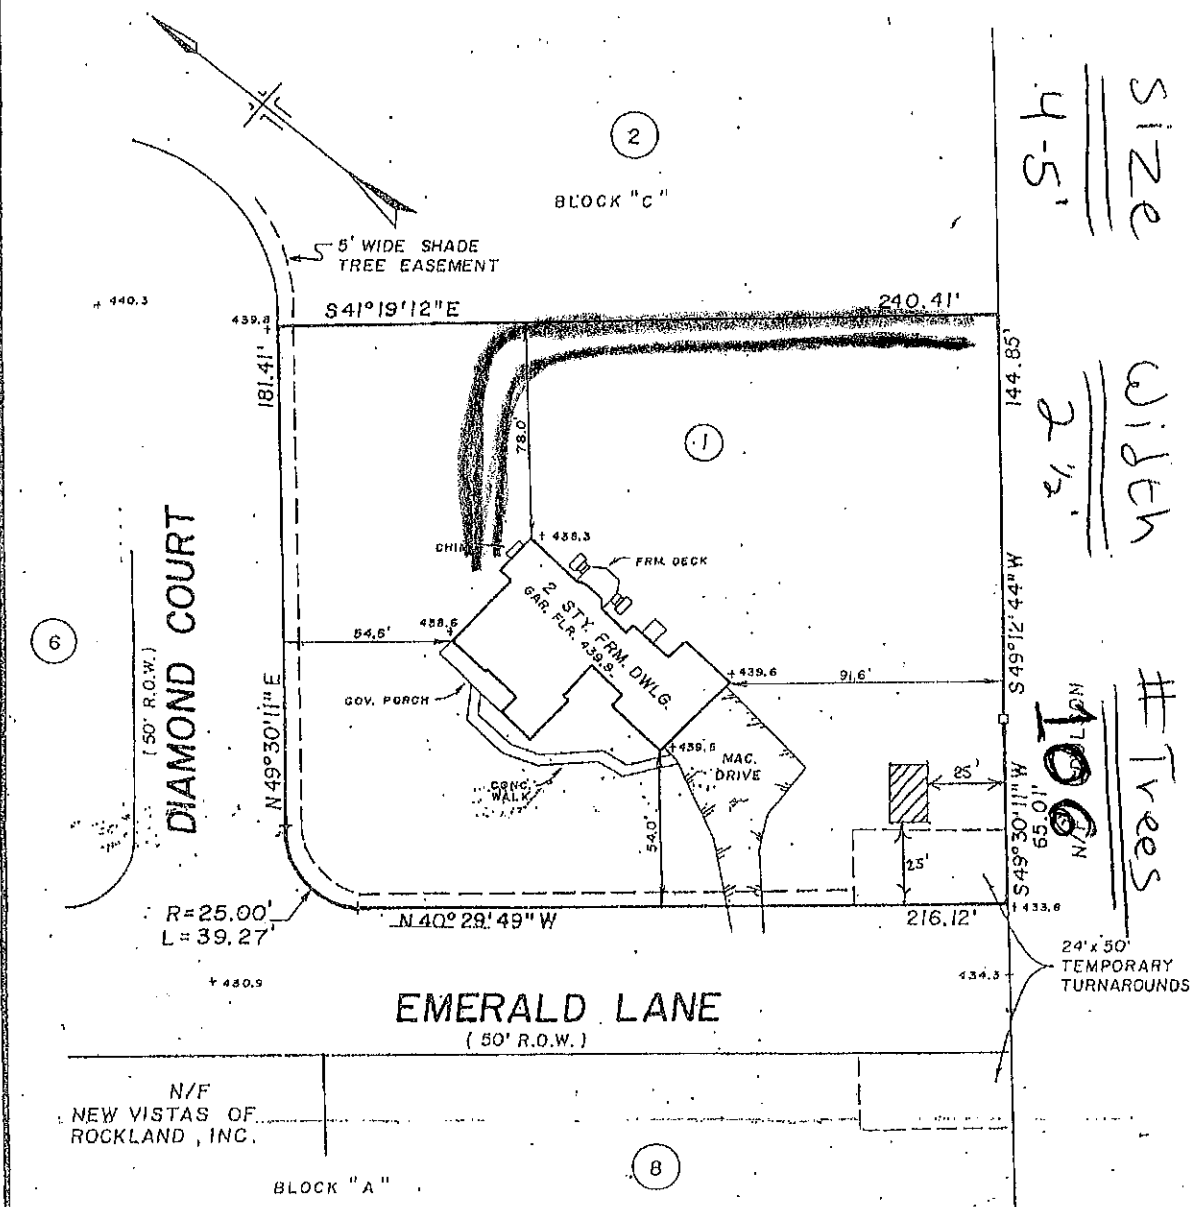 2
BLOCK "C"
5' WIDE SHADE
TREE EASEMENT
+ 440.3
439.8
S41°19'12"E
240.41'
181.41'
144.85'
78.0'
1
+ 438.3
FRM. DECK
2 STY. FRM. DWLG.
GAR. FLR. 439.8
438.6
54.6'
+ 439.6
91.6'
COV. PORCH
+ 439.5
MAC.
DRIVE
CONC.
WALK
54.0'
25'
25'
6
DIAMOND COURT
(50' R.O.W.)
N49°30'11"E
S49°12'44"W
S49°30'11"W
65.01'
N/F
R=25.00'
L=39.27'
N40°29'49"W
216.12'
+ 433.6
+ 430.9
434.3
24'x50'
TEMPORARY
TURNAROUNDS
EMERALD LANE
(50' R.O.W.)
N/F
NEW VISTAS OF
ROCKLAND, INC.
BLOCK "A"
8
Size
4-5'
Width
2 ½'
# Trees